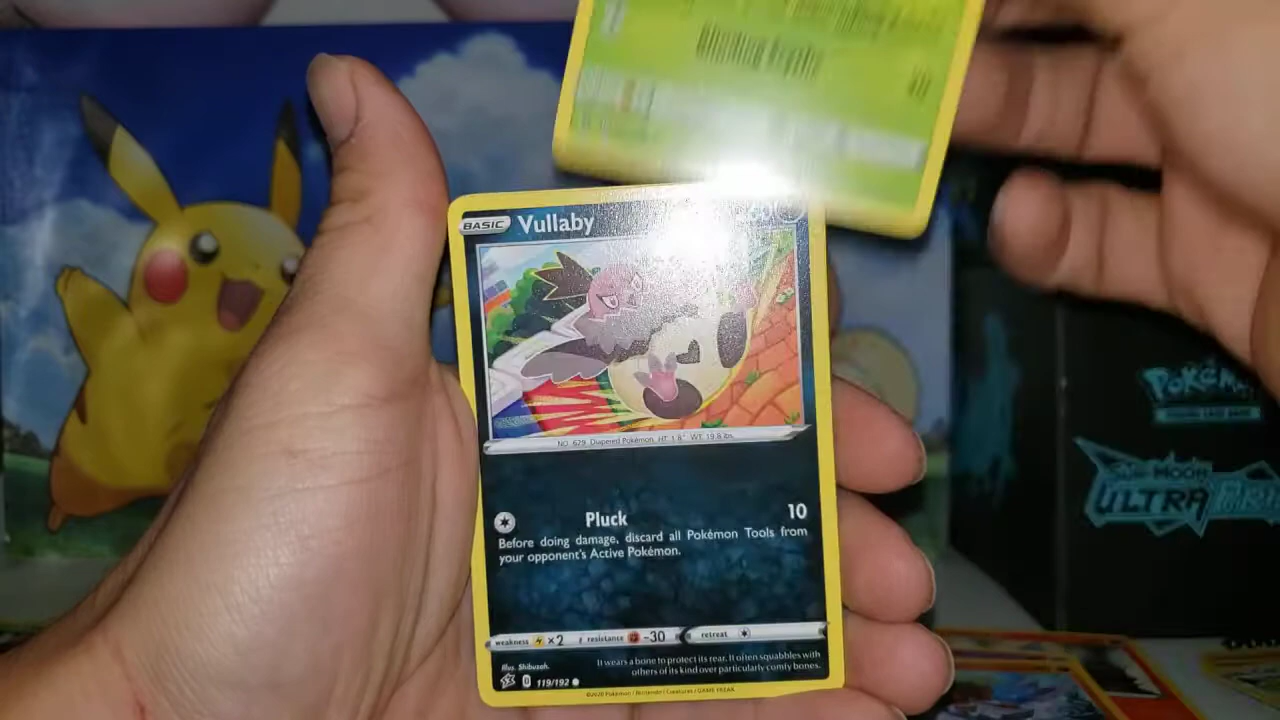 BASIC Vullaby
NO. 679 Diapered Pokémon HT: 1'8" WT: 19.8 lbs.
Pluck 10
Before doing damage, discard all Pokémon Tools from
your opponent's Active Pokémon.
weakness ×2 resistance -30 retreat
Illus. Shibuzoh.
It wears a bone to protect its rear. It often squabbles with
others of its kind over particularly comfy bones.
D 119/192
©2020 Pokémon / Nintendo / Creatures / GAME FREAK
POKÉM
ULTRA